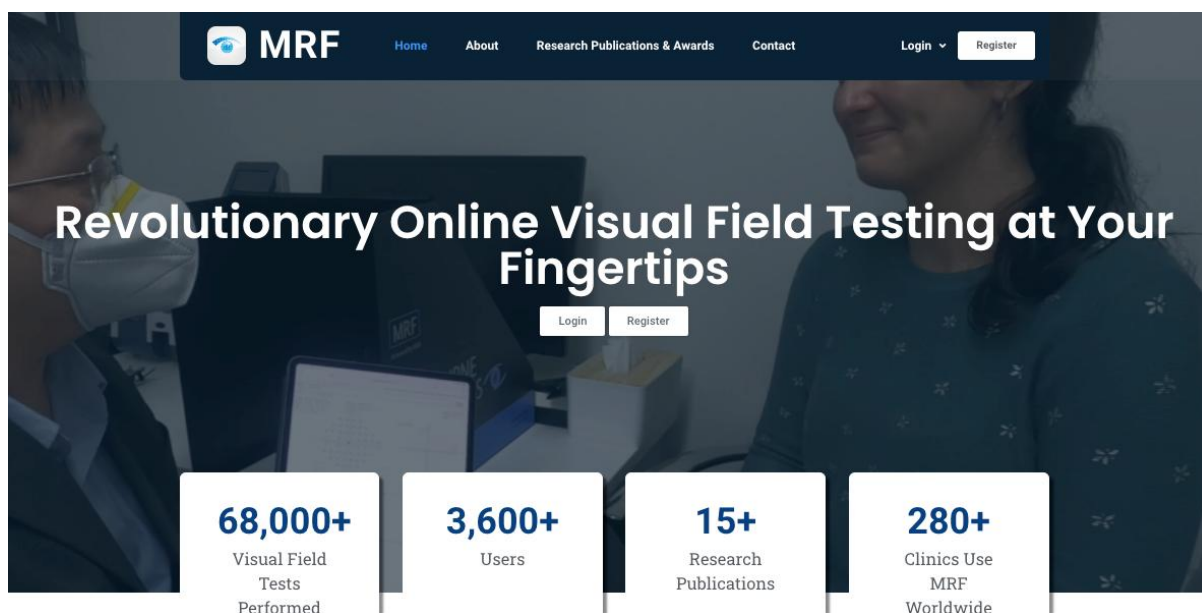 MRF
Home
About
Research Publications & Awards
Contact
Login
Register
Revolutionary Online Visual Field Testing at Your
Fingertips
Login
Register
MRF
68,000+
Visual Field
Tests
Performed
3,600+
Users
15+
Research
Publications
280+
Clinics Use
MRF
Worldwide